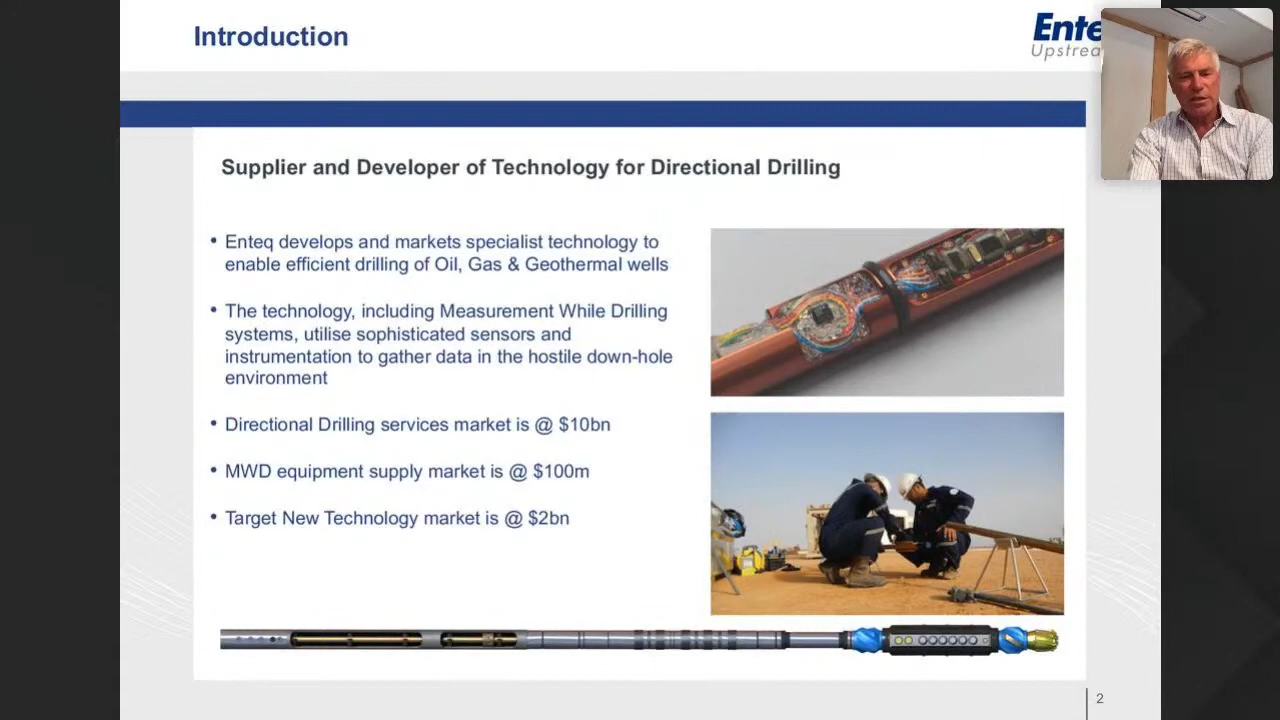 Introduction
Ente
Upstrea
Supplier and Developer of Technology for Directional Drilling
• Enteq develops and markets specialist technology to
enable efficient drilling of Oil, Gas & Geothermal wells
• The technology, including Measurement While Drilling
systems, utilise sophisticated sensors and
instrumentation to gather data in the hostile down-hole
environment
• Directional Drilling services market is @ $10bn
• MWD equipment supply market is @ $100m
• Target New Technology market is @ $2bn
2